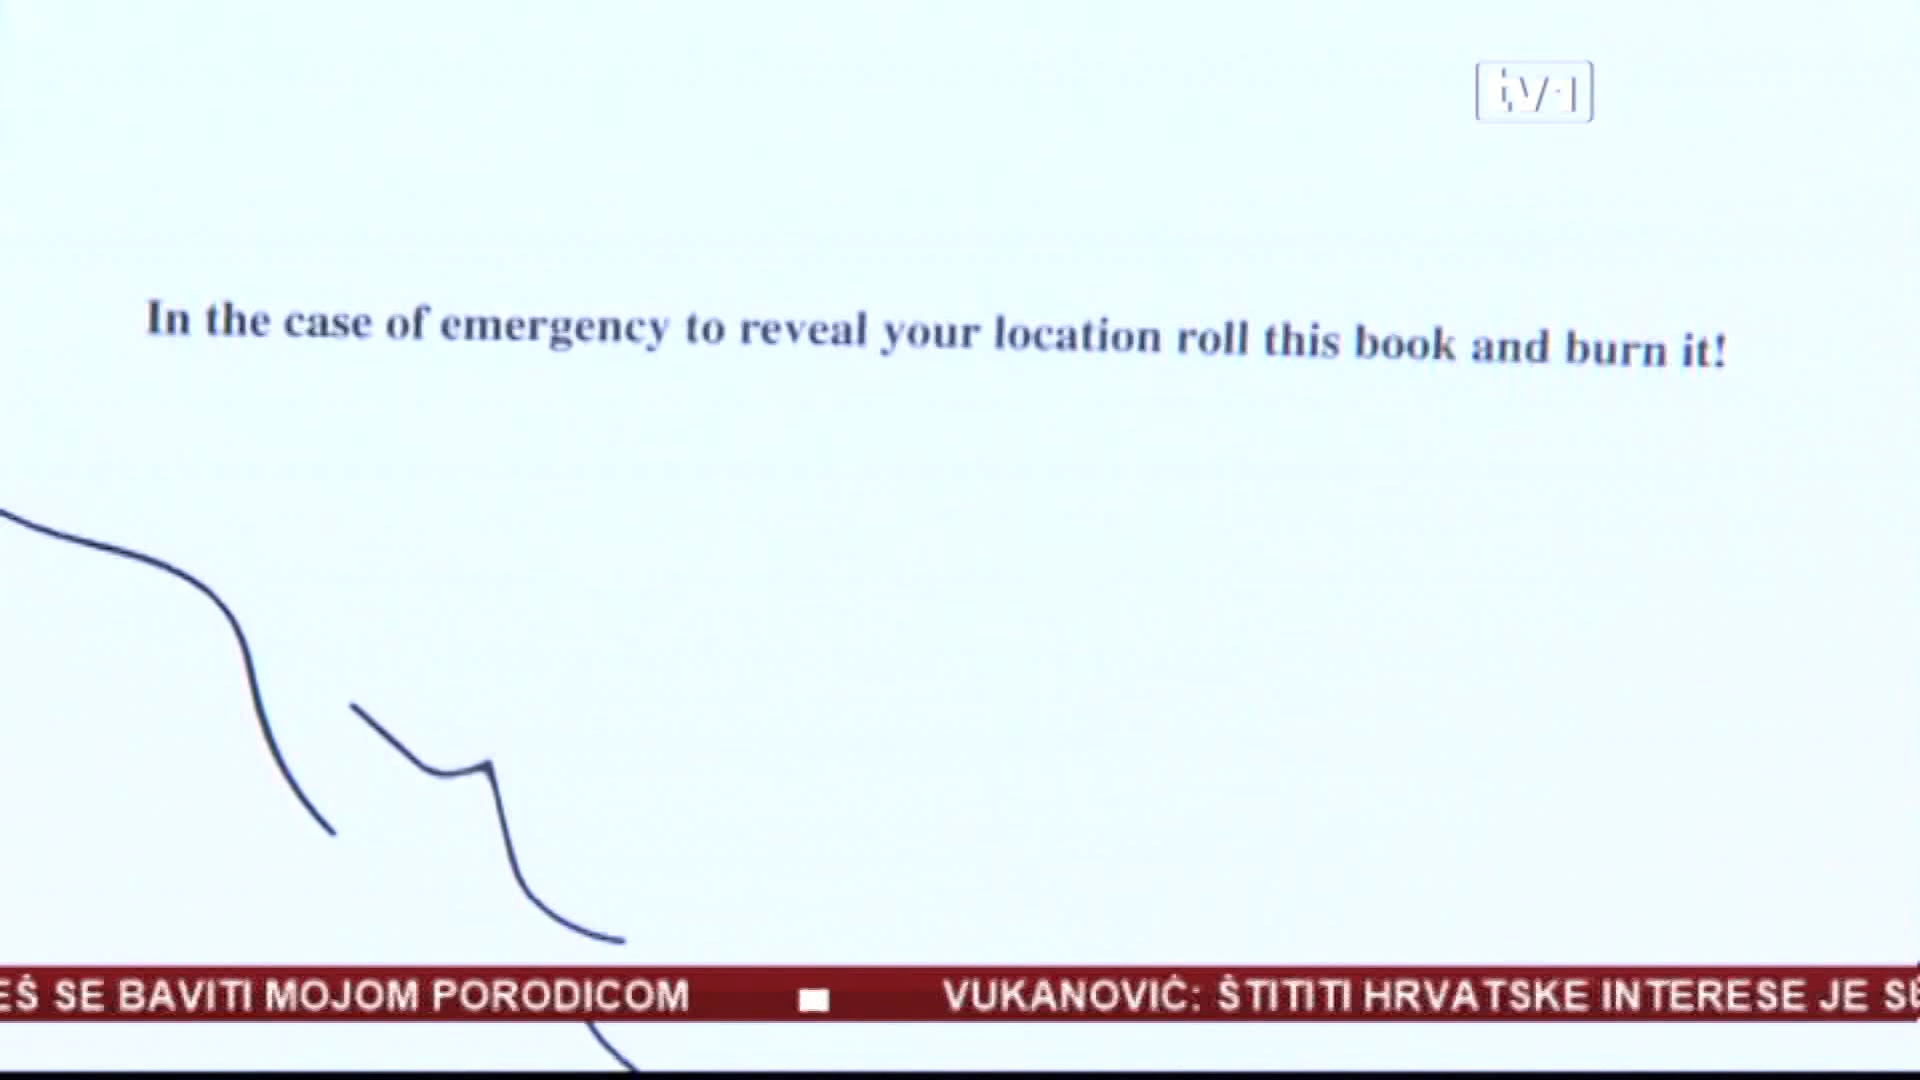 tv1
In the case of emergency to reveal your location roll this book and burn it!
SE BAVITI MOJOM PORODICOM ■ VUKANOVIĆ: ŠTITITI HRVATSKE INTERESE JE